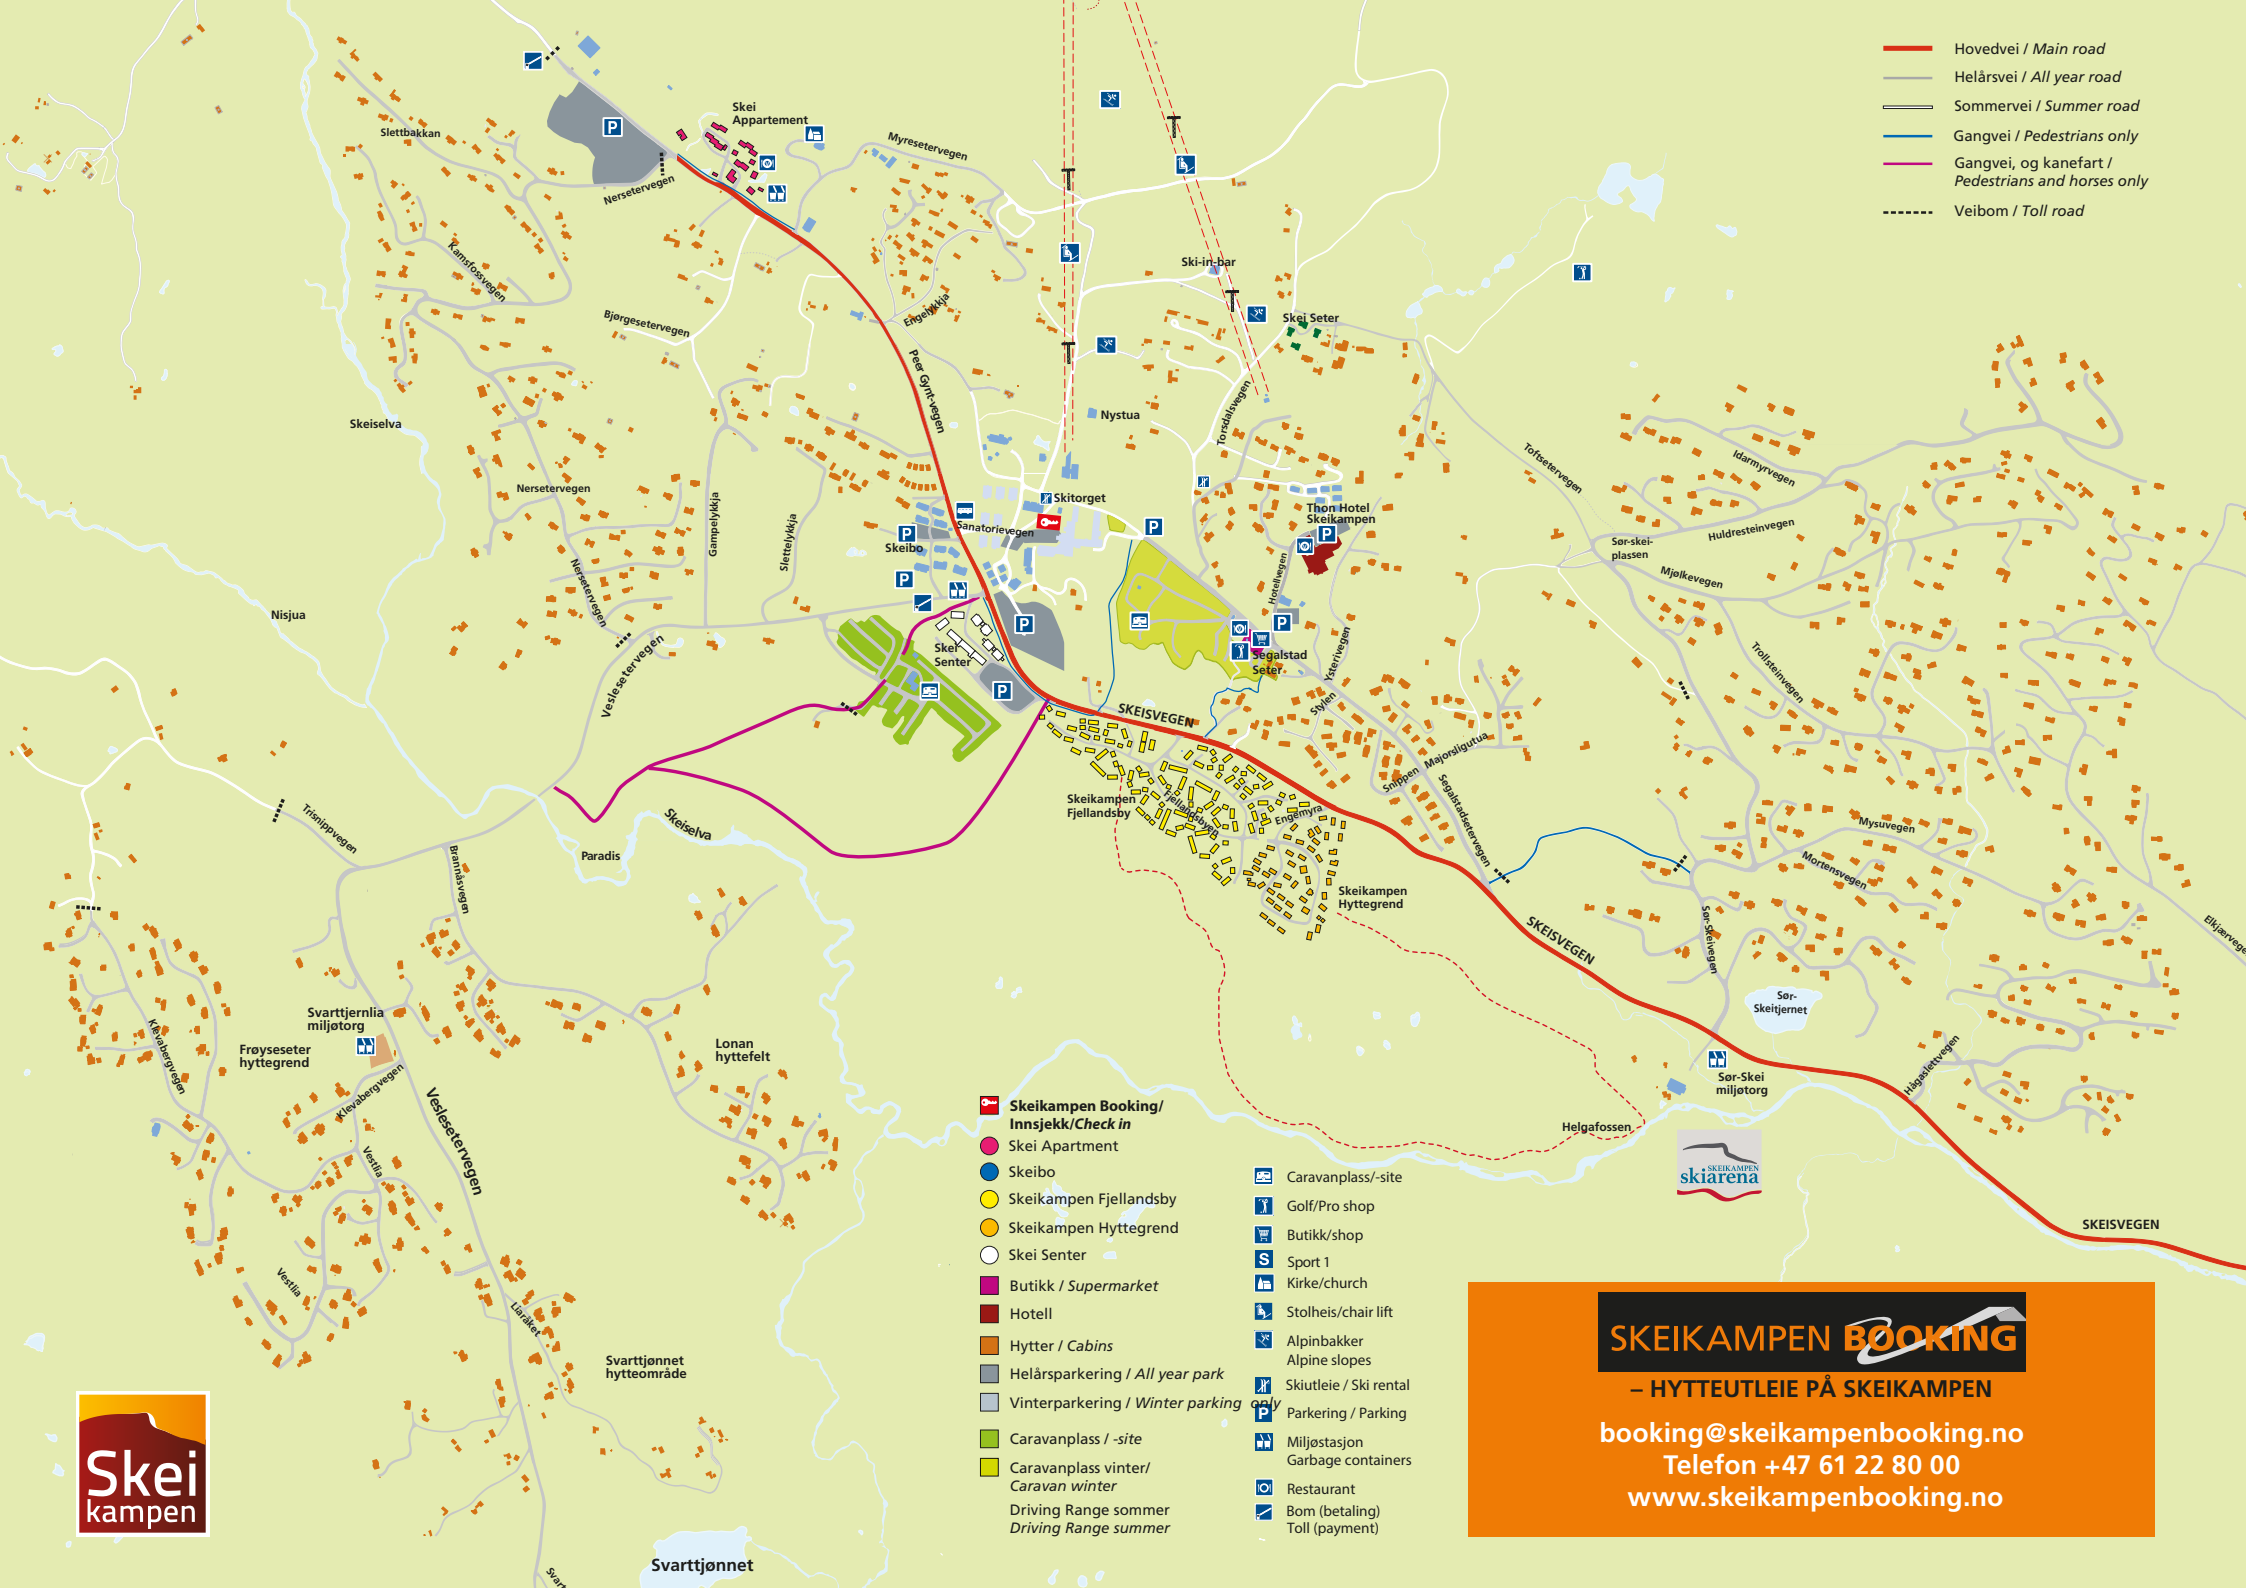 Hovedvei / Main road
Helårsvei / All year road
Sommervei / Summer road
Gangvei / Pedestrians only
Gangvei, og kanefart /
Pedestrians and horses only
Veibom / Toll road
Skei
Appartement
P
Slettbakkan
Myresetervegen
Nersetervegen
Kamsfossvegen
Ski-in-bar
Bjørgesetervegen
Engelykkja
Skei Seter
Peer Gynt-vegen
Torsdalsvegen
Nystua
Skeiselva
Toftsetervegen
Idarmyrvegen
Nersetervegen
Gampelykkja
Slettelykkja
Skitorget
Sanatorievegen
P
Skeibo
P
P
Thon Hotel
Skeikampen
P
Huldresteinvegen
Sør-skei-
plassen
Mjølkevegen
Nersetervegen
Hotellvegen
Nisjua
P
P
Skei
Senter
P
Segalstad
Seter
Ysterivegen
Stylen
Trollsteinvegen
Veslesetervegen
SKEISVEGEN
Majorsligutua
Snippen
Segalstadsetervegen
Skeikampen
Fjellandsby
Fjellandsbyen
Engemyra
Trisnippvegen
Skeiselva
Paradis
Brannåsvegen
Mysuvegen
Mortensvegen
Skeikampen
Hyttegrend
SKEISVEGEN
Sør-Skeivegen
Elkjærvege
Sør-
Skeitjernet
Svarttjernlia
miljøtorg
Frøyseseter
hyttegrend
Klevabergvegen
Klevabergvegen
Lonan
hyttefelt
Hågaslettvegen
Sør-Skei
miljøtorg
Veslesetervegen
Vestlia
Helgafossen
SKEIKAMPEN
skiarena
SKEISVEGEN
Vestlia
Liaråket
Svarttjønnet
hytteområde
Skeikampen Booking/
Innsjekk/Check in
Skei Apartment
Skeibo
Skeikampen Fjellandsby
Skeikampen Hyttegrend
Skei Senter
Butikk / Supermarket
Hotell
Hytter / Cabins
Helårsparkering / All year park
Vinterparkering / Winter parking only
Caravanplass / -site
Caravanplass vinter/
Caravan winter
Driving Range sommer
Driving Range summer
Caravanplass/-site
Golf/Pro shop
Butikk/shop
S Sport 1
Kirke/church
Stolheis/chair lift
Alpinbakker
Alpine slopes
Skiutleie / Ski rental
P Parkering / Parking
Miljøstasjon
Garbage containers
Restaurant
Bom (betaling)
Toll (payment)
SKEIKAMPEN BOOKING
– HYTTEUTLEIE PÅ SKEIKAMPEN
booking@skeikampenbooking.no
Telefon +47 61 22 80 00
www.skeikampenbooking.no
Skei
kampen
Svarttjønnet